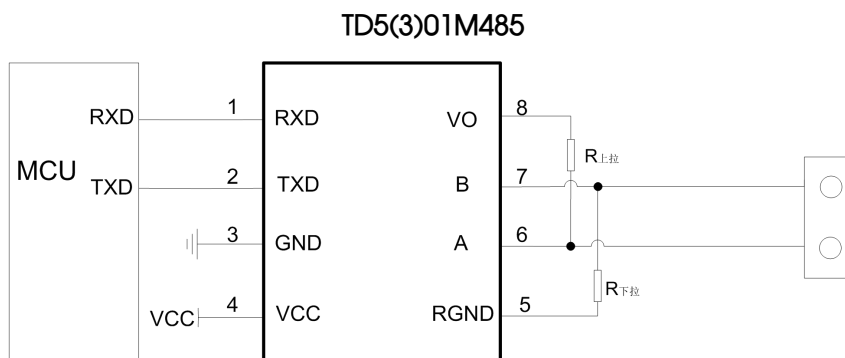 TD5(3)01M485
RXD 1 RXD VO 8
R上拉
MCU
TXD 2 TXD B 7
3 GND A 6
R下拉
VCC 4 VCC RGND 5